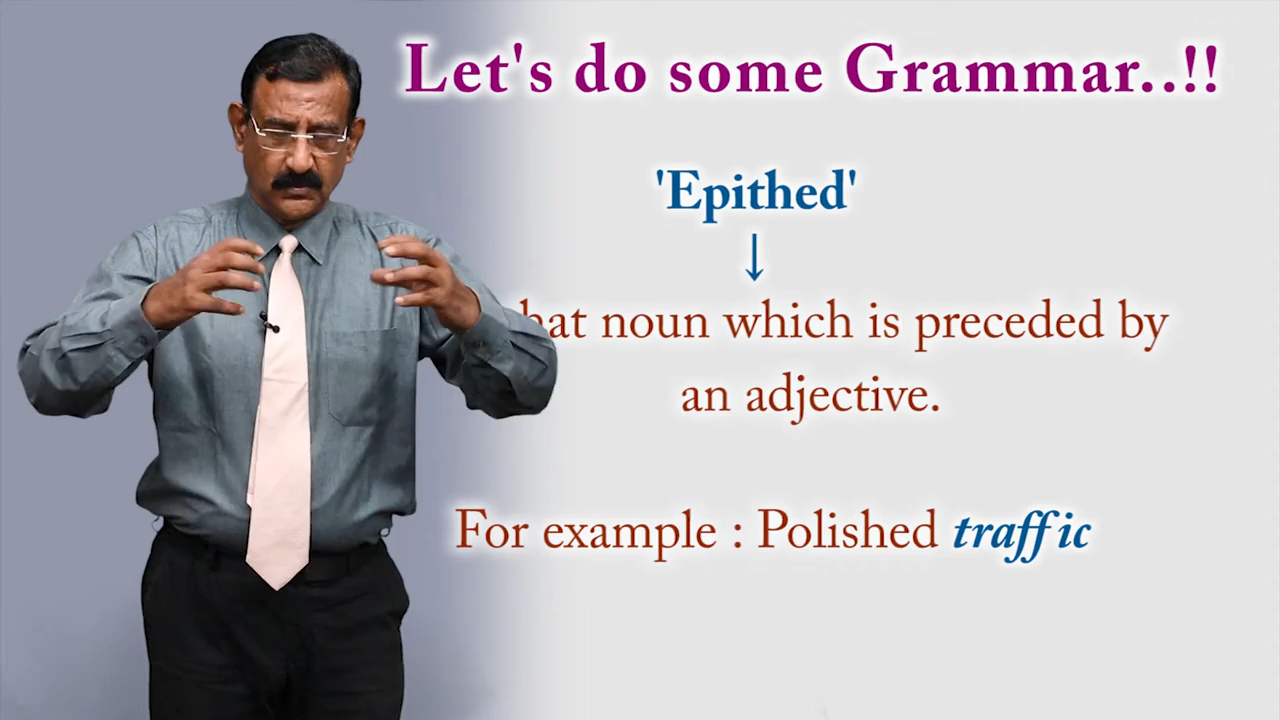 Let's do some Grammar..!!
'Epithed'
↓
noun which is preceded by
an adjective.
For example : Polished traffic